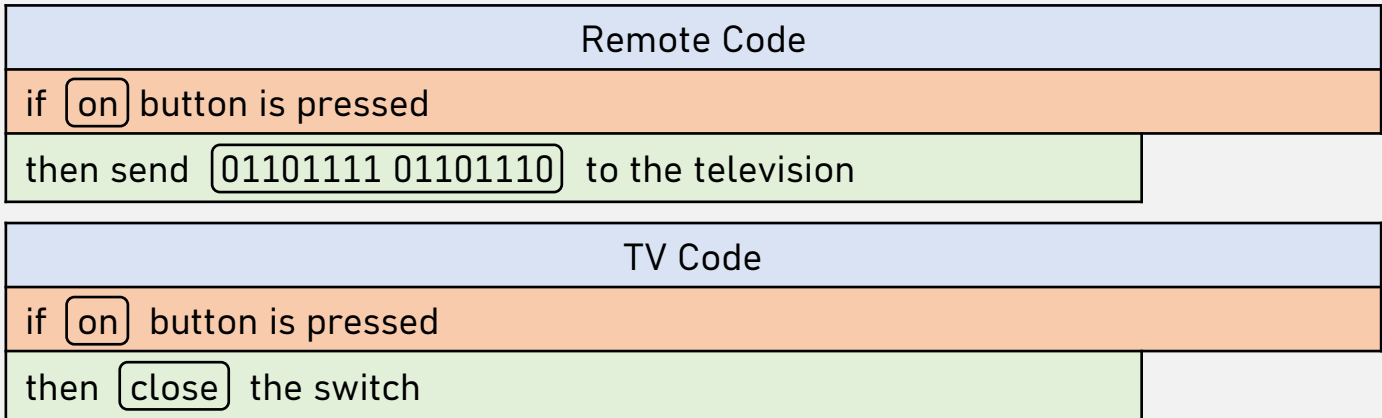 Remote Code
if on button is pressed
then send 01101111 01101110 to the television
TV Code
if on button is pressed
then close the switch